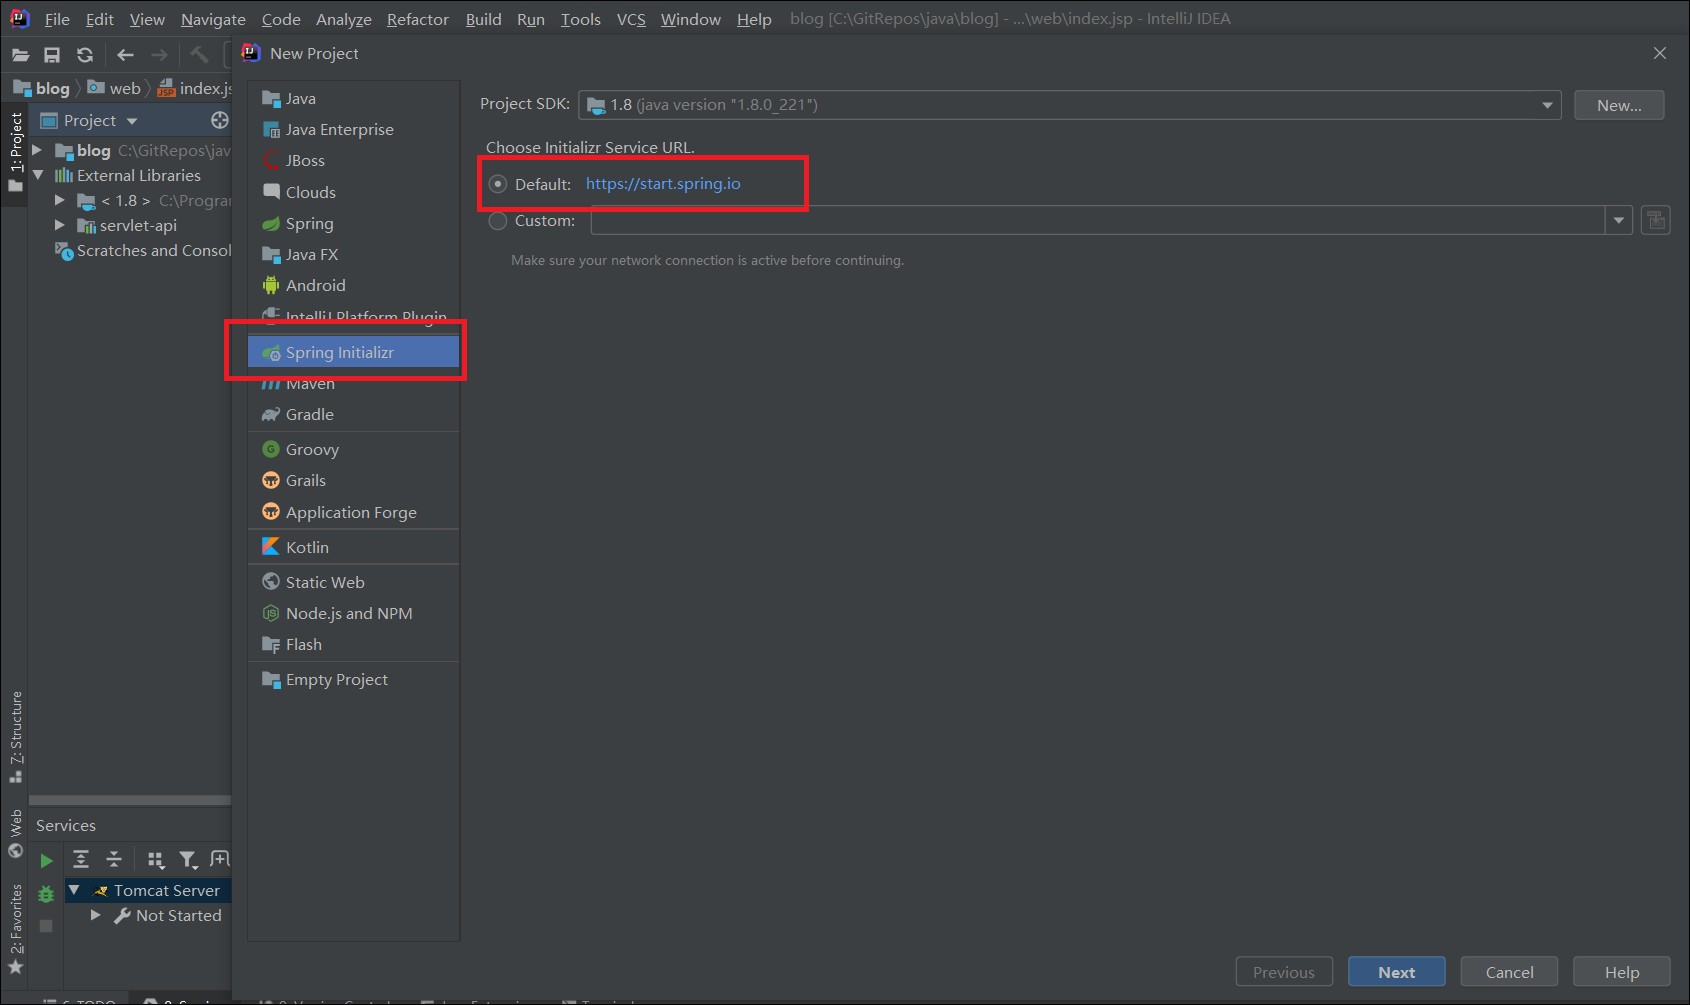 File Edit View Navigate Code Analyze Refactor Build Run Tools VCS Window Help blog [C:\GitRepos\java\blog] - ...\web\index.jsp - IntelliJ IDEA
New Project
blog web index.js
Project
1: Project
blog C:\GitRepos\jav
External Libraries
< 1.8 > C:\Progra
servlet-api
Scratches and Consol
Java
Java Enterprise
JBoss
Clouds
Spring
Java FX
Android
IntelliJ Platform Plugin
Spring Initializr
Maven
Gradle
Groovy
Grails
Application Forge
Kotlin
Static Web
Node.js and NPM
Flash
Empty Project
Project SDK: 1.8 (java version "1.8.0_221") New...
Choose Initializr Service URL.
Default: https://start.spring.io
Custom:
Make sure your network connection is active before continuing.
7: Structure
Web
2: Favorites
Services
Tomcat Server
Not Started
Previous Next Cancel Help
6: TODO